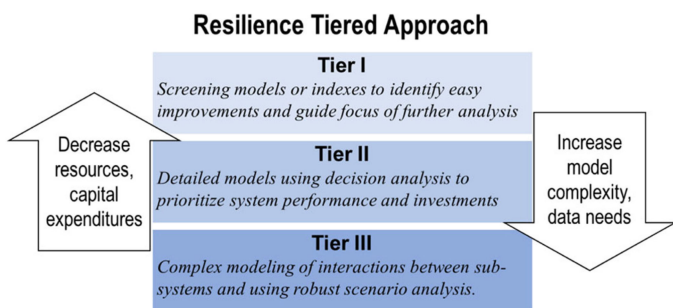 Resilience Tiered Approach
Tier I
Screening models or indexes to identify easy
improvements and guide focus of further analysis
Decrease
resources,
capital
expenditures
Tier II
Detailed models using decision analysis to
prioritize system performance and investments
Increase
model
complexity,
data needs
Tier III
Complex modeling of interactions between sub-
systems and using robust scenario analysis.